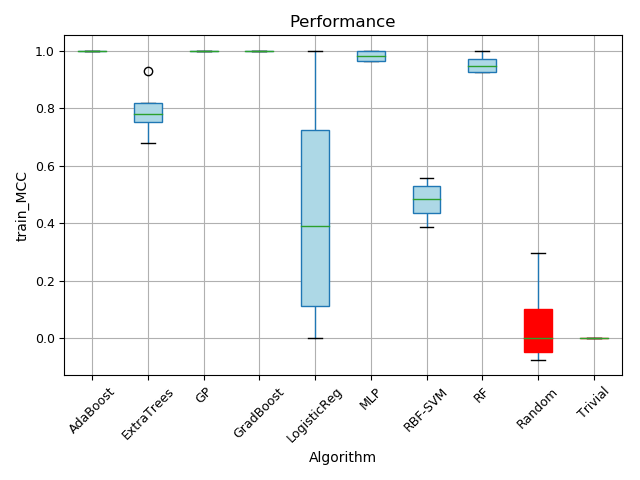 Performance
train_MCC
1.0
0.8
0.6
0.4
0.2
0.0
AdaBoost
ExtraTrees
GP
GradBoost
LogisticReg
MLP
RBF-SVM
RF
Random
Trivial
Algorithm